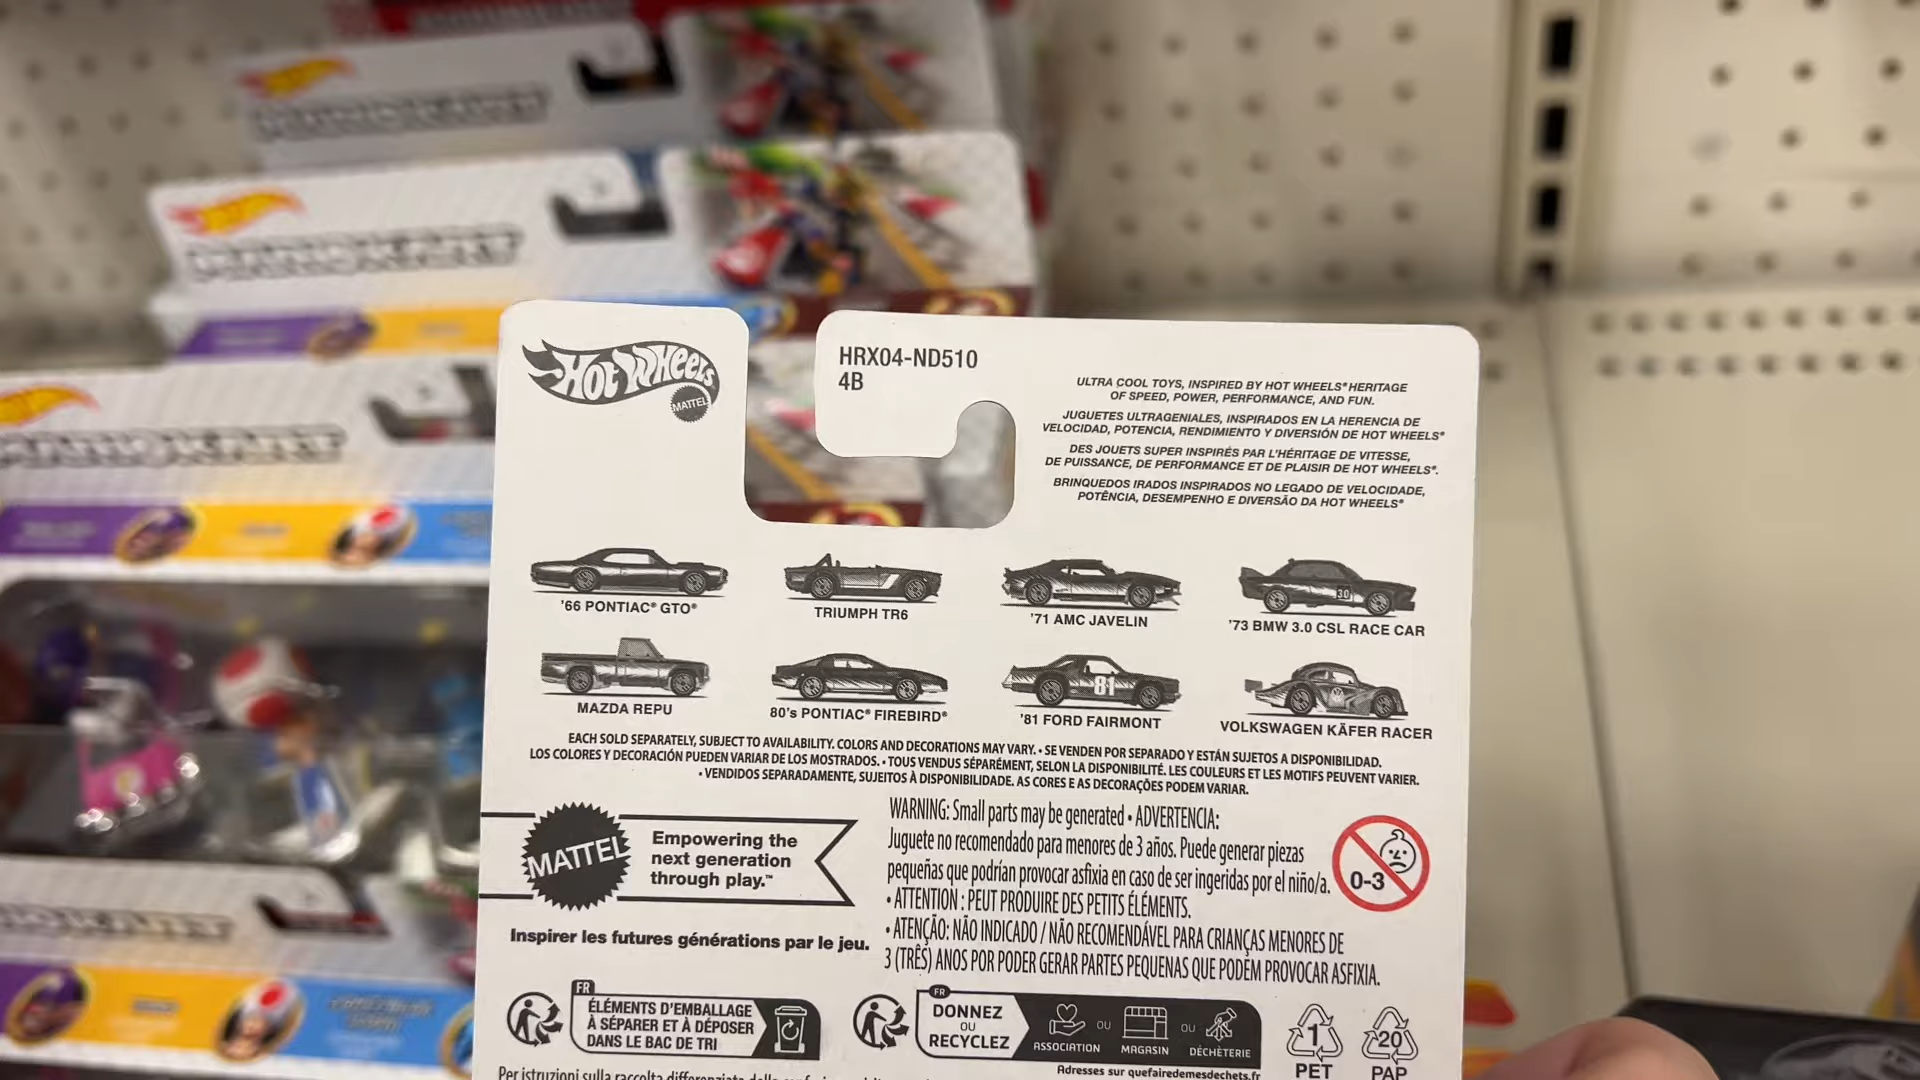 MARIOKART
MARIOKART
MARIOKART
Hot Wheels
MATTEL
HRX04-ND510
4B
ULTRA COOL TOYS, INSPIRED BY HOT WHEELS® HERITAGE
OF SPEED, POWER, PERFORMANCE, AND FUN.
JUGUETES ULTRAGENIALES, INSPIRADOS EN LA HERENCIA DE
VELOCIDAD, POTENCIA, RENDIMIENTO Y DIVERSIÓN DE HOT WHEELS®
DES JOUETS SUPER INSPIRÉS PAR L'HÉRITAGE DE VITESSE,
DE PUISSANCE, DE PERFORMANCE ET DE PLAISIR DE HOT WHEELS®.
BRINQUEDOS IRADOS INSPIRADOS NO LEGADO DE VELOCIDADE,
POTÊNCIA, DESEMPENHO E DIVERSÃO DA HOT WHEELS®
30
'66 PONTIAC® GTO®
TRIUMPH TR6
'71 AMC JAVELIN
'73 BMW 3.0 CSL RACE CAR
81
MAZDA REPU
80's PONTIAC® FIREBIRD®
'81 FORD FAIRMONT
VOLKSWAGEN KÄFER RACER
EACH SOLD SEPARATELY, SUBJECT TO AVAILABILITY. COLORS AND DECORATIONS MAY VARY. • SE VENDEN POR SEPARADO Y ESTÁN SUJETOS A DISPONIBILIDAD.
LOS COLORES Y DECORACIÓN PUEDEN VARIAR DE LOS MOSTRADOS. • TOUS VENDUS SÉPARÉMENT, SELON LA DISPONIBILITÉ. LES COULEURS ET LES MOTIFS PEUVENT VARIER.
• VENDIDOS SEPARADAMENTE, SUJEITOS À DISPONIBILIDADE. AS CORES E AS DECORAÇÕES PODEM VARIAR.
MATTEL
Empowering the
next generation
through play.™
Inspirer les futures générations par le jeu.
WARNING: Small parts may be generated • ADVERTENCIA:
Juguete no recomendado para menores de 3 años. Puede generar piezas
pequeñas que podrían provocar asfixia en caso de ser ingeridas por el niño/a.
• ATTENTION : PEUT PRODUIRE DES PETITS ÉLÉMENTS.
• ATENÇÃO: NÃO INDICADO / NÃO RECOMENDÁVEL PARA CRIANÇAS MENORES DE
3 (TRÊS) ANOS POR PODER GERAR PARTES PEQUENAS QUE PODEM PROVOCAR ASFIXIA.
0-3
FR
ÉLÉMENTS D'EMBALLAGE
À SÉPARER ET À DÉPOSER
DANS LE BAC DE TRI
FR
DONNEZ
OU
RECYCLEZ
ASSOCIATION
OU
MAGASIN
OU
DÉCHÈTERIE
Adresses sur quefairedemesdechets.fr
1
PET
20
PAP
Per istruzioni sulla raccolta differenziata